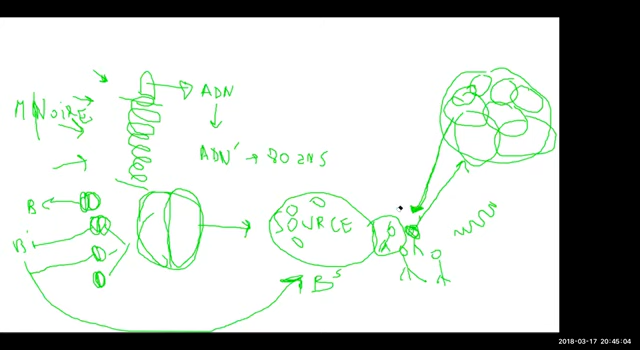 ADN
M NOIRE
ADN' → 80 ANS
B
SOURCE
B'
B^S
2018-03-17 20:45:04